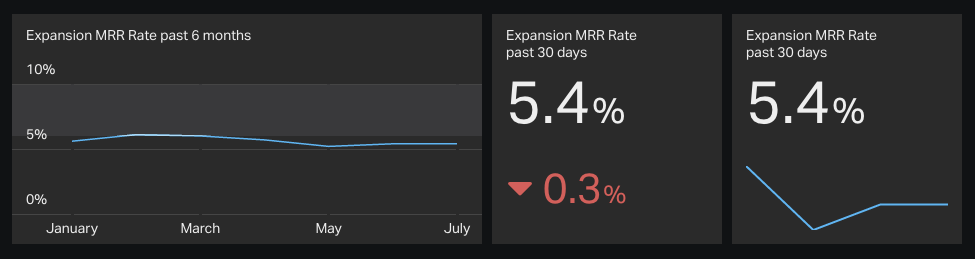 Expansion MRR Rate past 6 months
10%
5%
0%
January March May July
Expansion MRR Rate
past 30 days
5.4%
0.3%
Expansion MRR Rate
past 30 days
5.4%